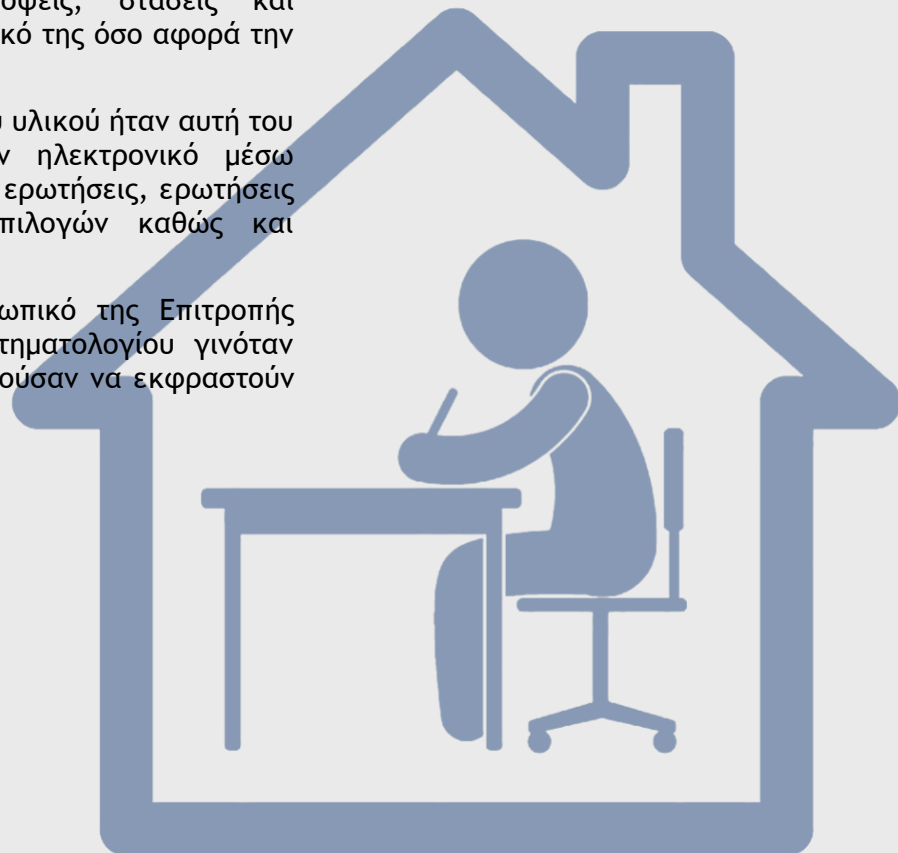 όψεις, στάσεις και
κό της όσο αφορά την
υλικού ήταν αυτή του
ν ηλεκτρονικό μέσω
ερωτήσεις, ερωτήσεις
πιλογών καθώς και
ωπικό της Επιτροπής
τηματολογίου γινόταν
ούσαν να εκφραστούν